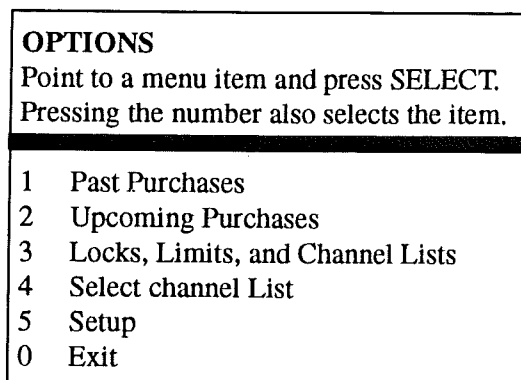 OPTIONS
Point to a menu item and press SELECT.
Pressing the number also selects the item.
1 Past Purchases
2 Upcoming Purchases
3 Locks, Limits, and Channel Lists
4 Select channel List
5 Setup
0 Exit